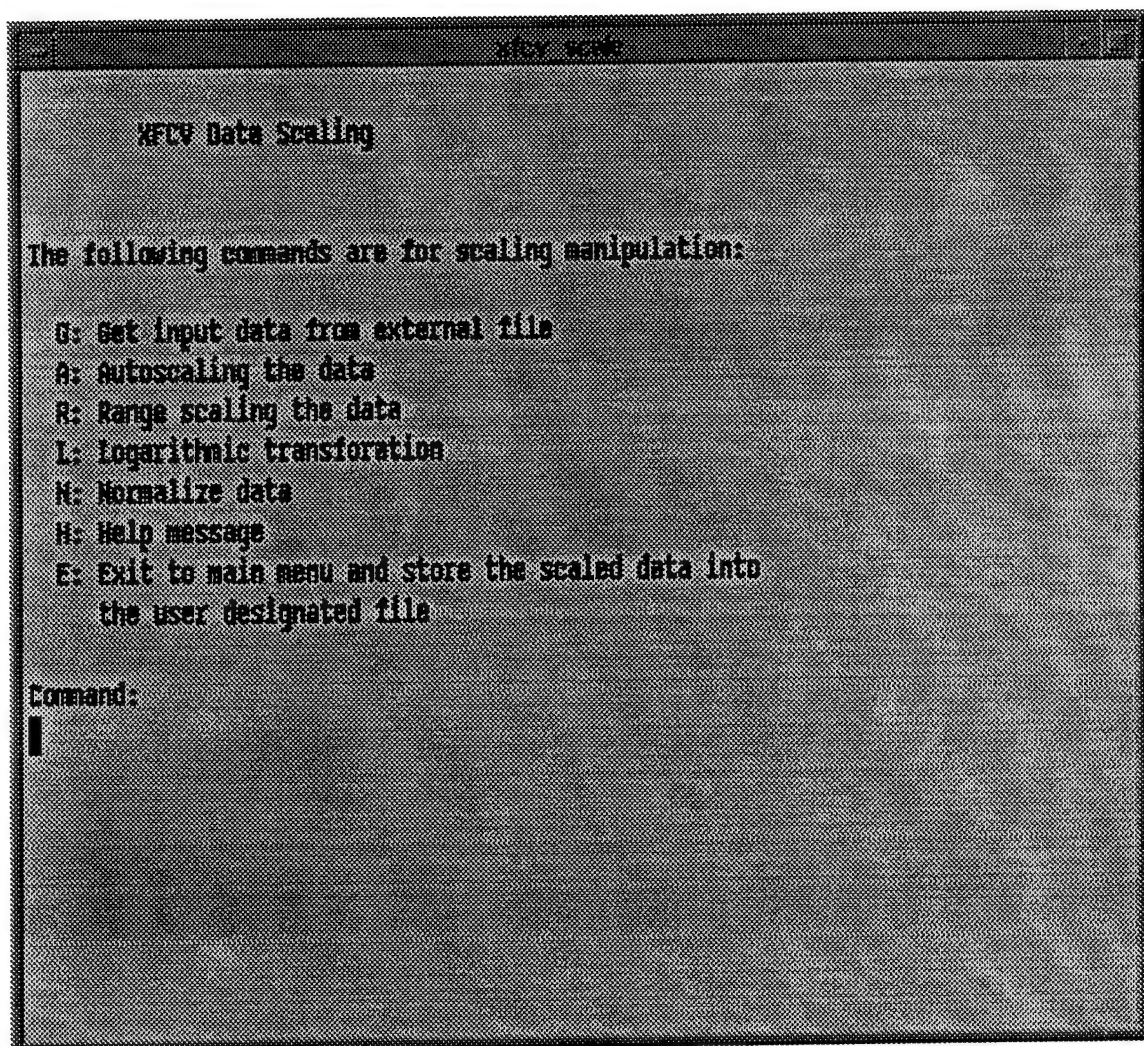 XFCV Data Scaling
The following commands are for scaling manipulation:
G: Get input data from external file
A: Autoscaling the data
R: Range scaling the data
L: Logarithmic transforation
N: Normalize data
H: Help message
E: Exit to main menu and store the scaled data into
the user designated file
Command: